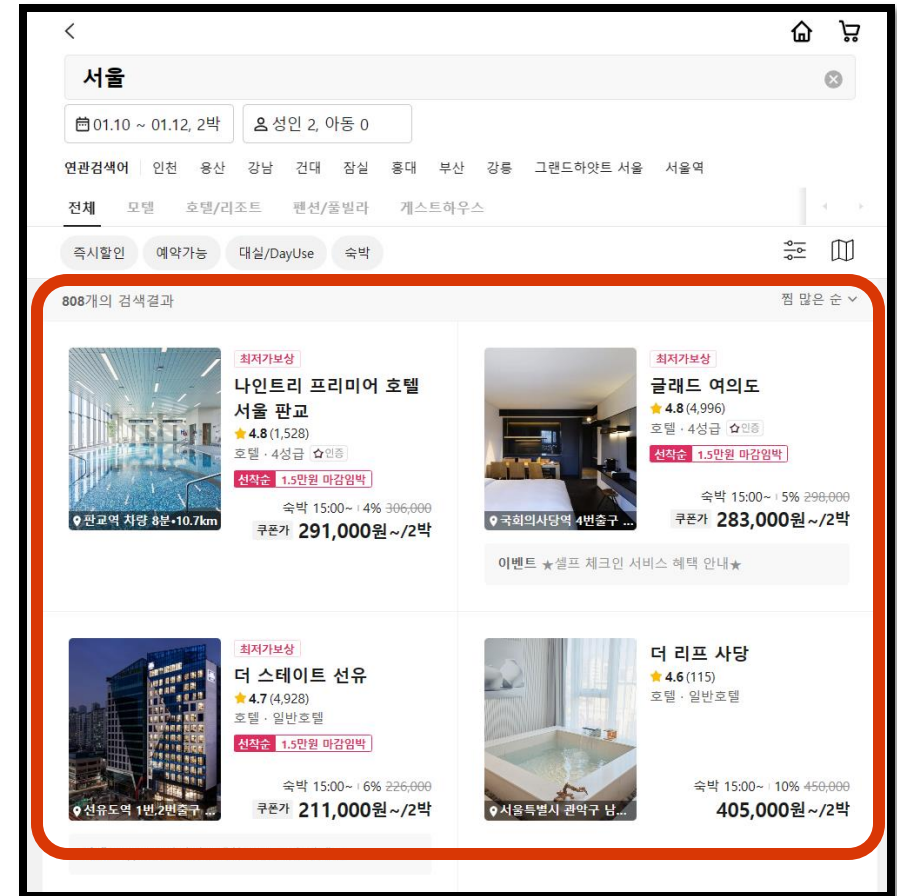 서울
01.10 ~ 01.12, 2박
성인 2, 아동 0
연관검색어 인천 용산 강남 건대 잠실 홍대 부산 강릉 그랜드하얏트 서울 서울역
전체 모텔 호텔/리조트 펜션/풀빌라 게스트하우스
즉시할인 예약가능 대실/DayUse 숙박
808개의 검색결과
찜 많은 순
최저가보상
나인트리 프리미어 호텔
서울 판교
4.8 (1,528)
호텔 · 4성급 인증
선착순 1.5만원 마감임박
숙박 15:00~ 4% 306,000
쿠폰가 291,000원~/2박
판교역 차량 8분•10.7km
최저가보상
글래드 여의도
4.8 (4,996)
호텔 · 4성급 인증
선착순 1.5만원 마감임박
숙박 15:00~ 5% 298,000
쿠폰가 283,000원~/2박
국회의사당역 4번출구 ...
이벤트 ★셀프 체크인 서비스 혜택 안내★
최저가보상
더 스테이트 선유
4.7 (4,928)
호텔 · 일반호텔
선착순 1.5만원 마감임박
숙박 15:00~ 6% 226,000
쿠폰가 211,000원~/2박
선유도역 1번,2번출구 ...
더 리프 사당
4.6 (115)
호텔 · 일반호텔
숙박 15:00~ 10% 450,000
405,000원~/2박
서울특별시 관악구 남...